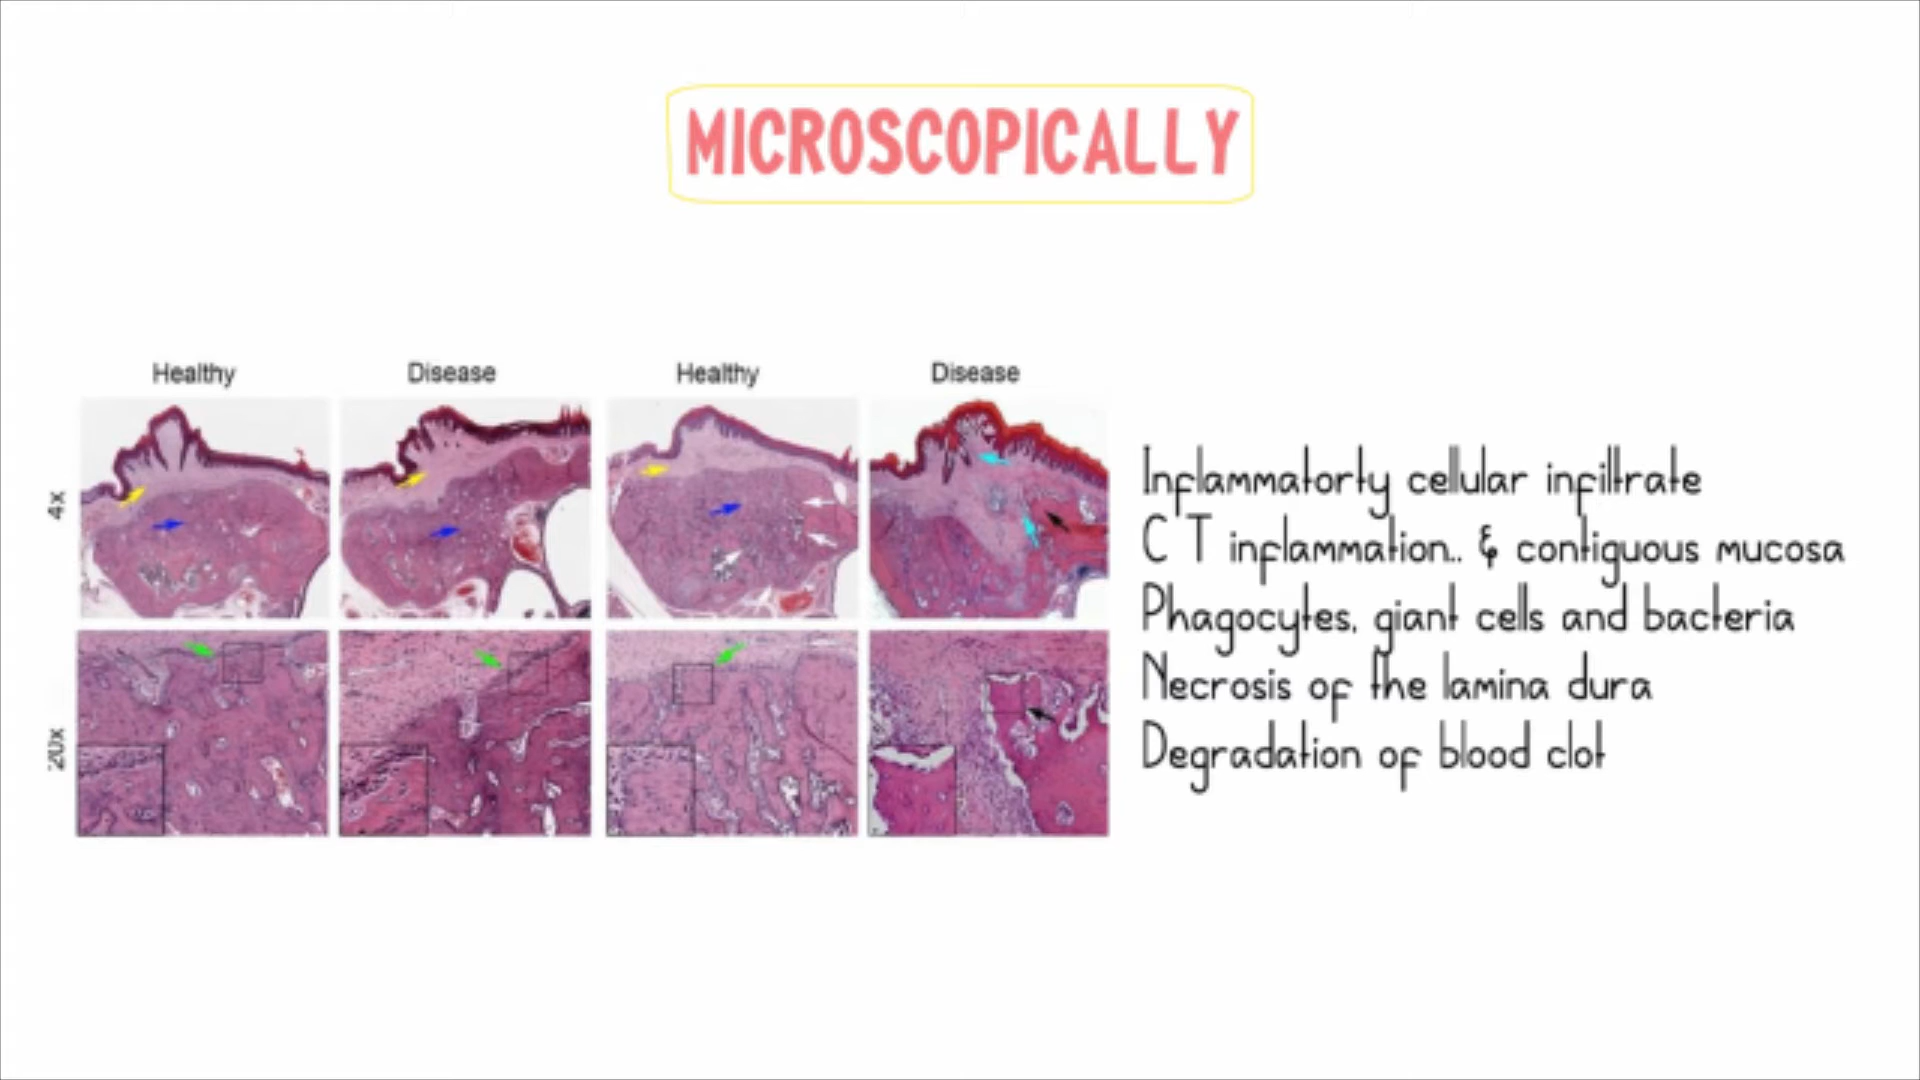 MICROSCOPICALLY
Healthy Disease Healthy Disease
4x
20x
Inflammatorty cellular infiltrate
C T inflammation.. & contiguous mucosa
Phagocytes, giant cells and bacteria
Necrosis of the lamina dura
Degradation of blood clot